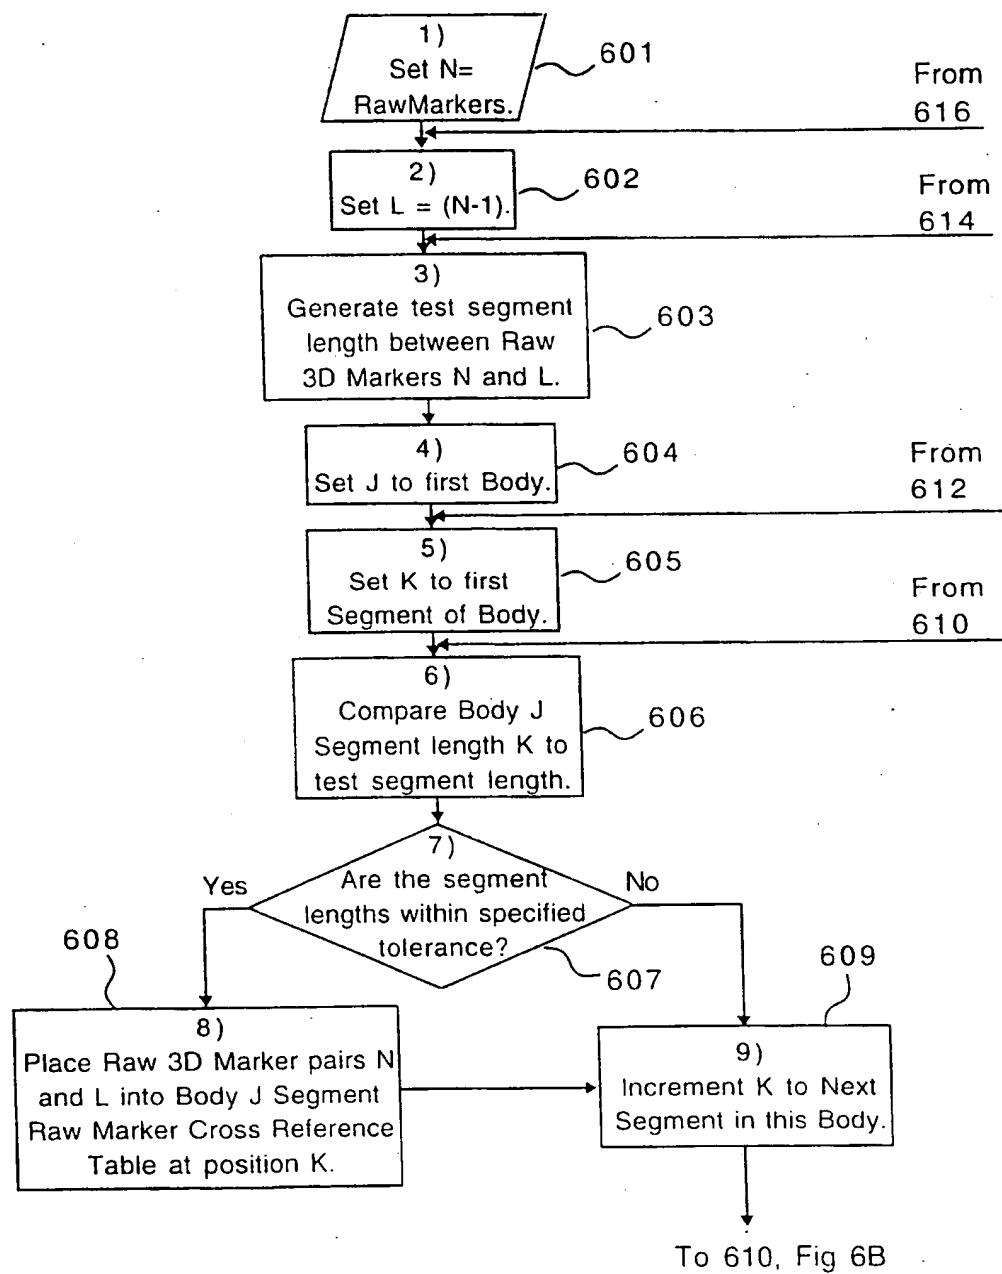 1)
Set N=
RawMarkers.
601
From
616
2)
Set L = (N-1).
602
From
614
3)
Generate test segment
length between Raw
3D Markers N and L.
603
4)
Set J to first Body.
604
From
612
5)
Set K to first
Segment of Body.
605
From
610
6)
Compare Body J
Segment length K to
test segment length.
606
7)
Are the segment
lengths within specified
tolerance?
Yes
No
607
608
8)
Place Raw 3D Marker pairs N
and L into Body J Segment
Raw Marker Cross Reference
Table at position K.
609
9)
Increment K to Next
Segment in this Body.
To 610, Fig 6B